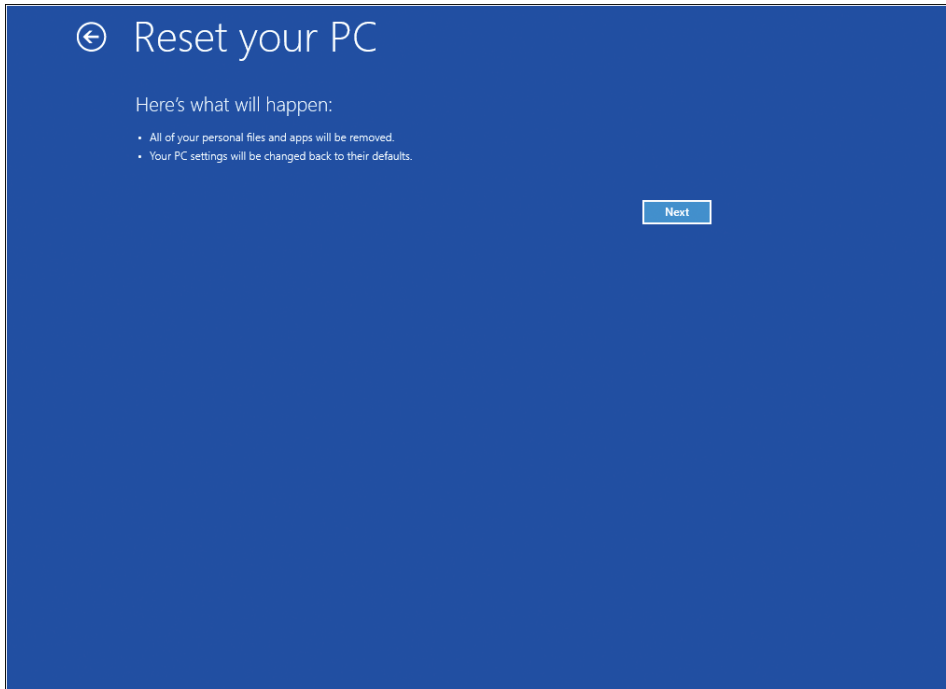 Reset your PC
Here's what will happen:
• All of your personal files and apps will be removed.
• Your PC settings will be changed back to their defaults.
Next